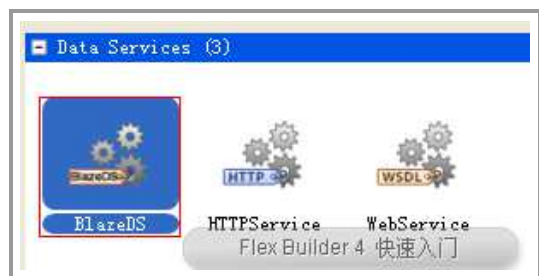 Data Services (3)
BlazeDS HTTP WSDL
BlazeDS HTTPService WebService
Flex Builder 4 快速入门